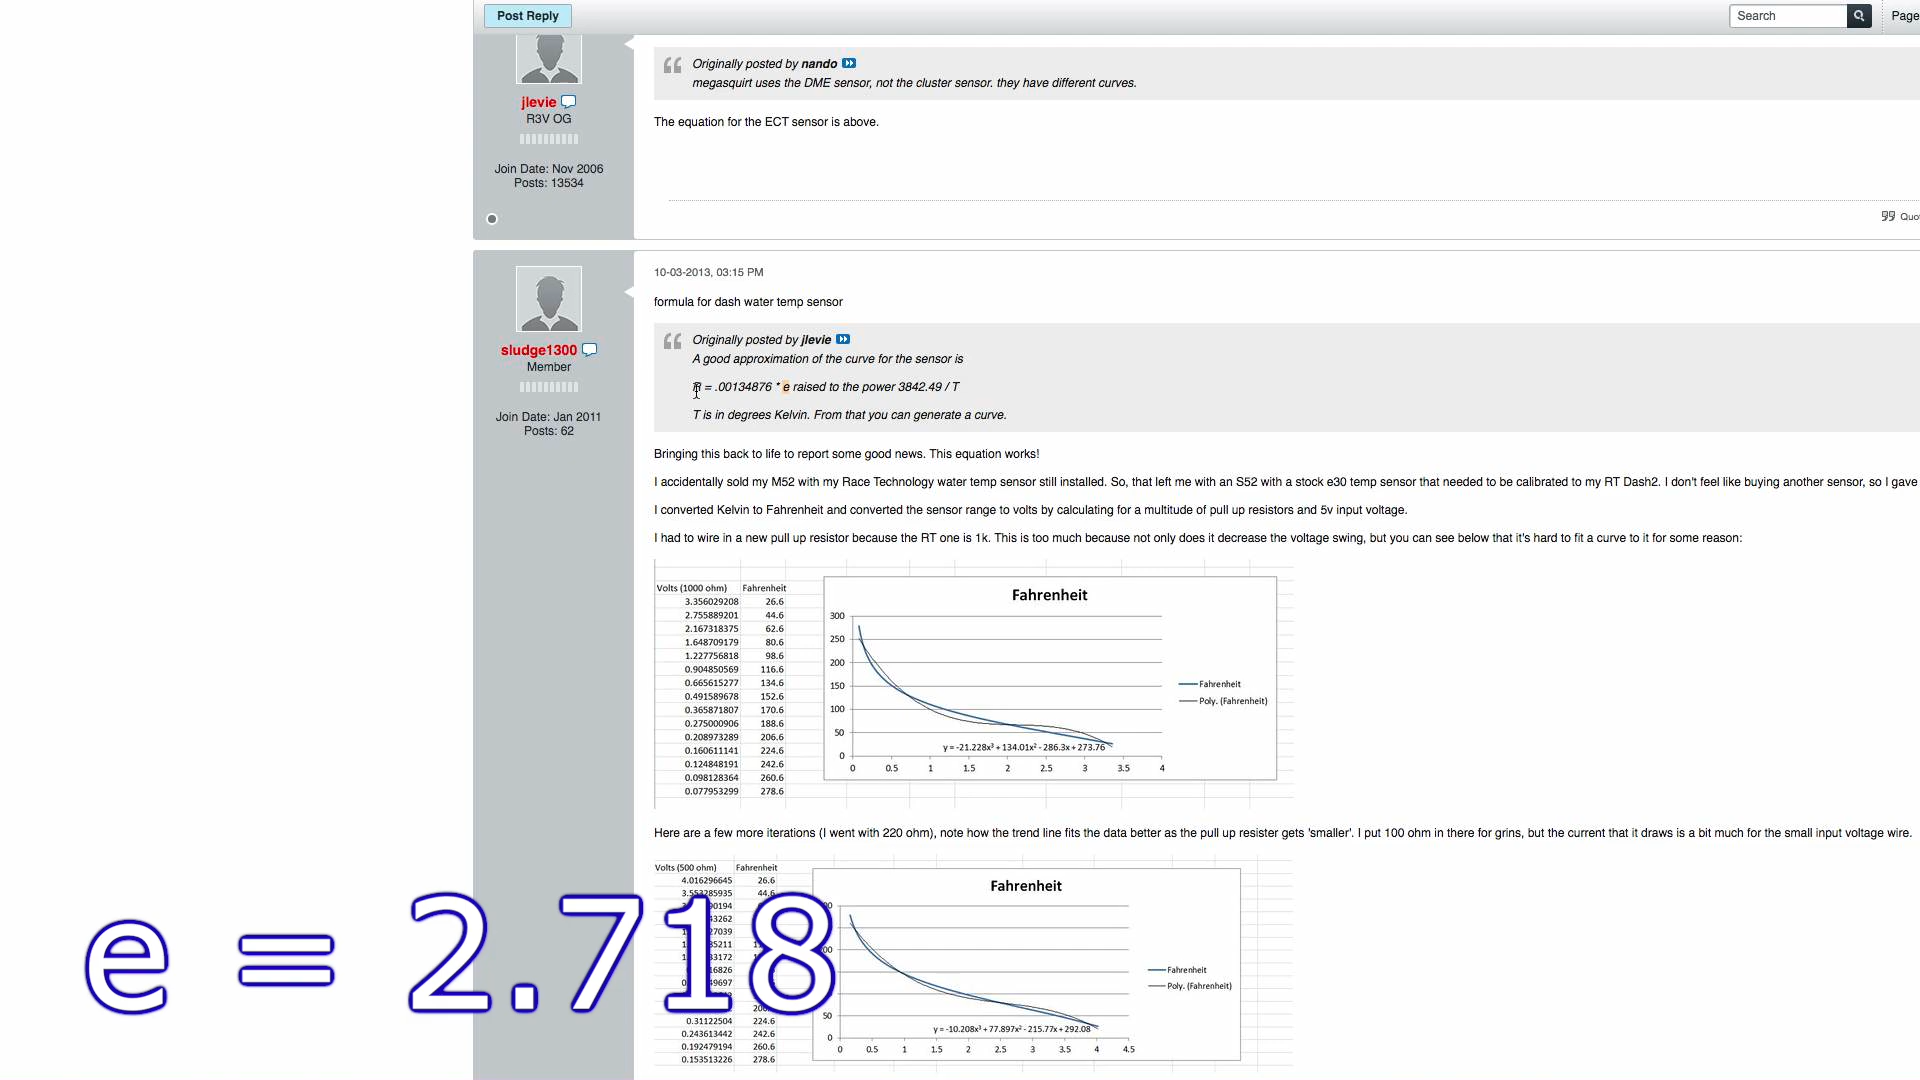 Post Reply
Search
Page
jlevie
R3V OG
Join Date: Nov 2006
Posts: 13534
Originally posted by nando
megasquirt uses the DME sensor, not the cluster sensor. they have different curves.
The equation for the ECT sensor is above.
Quo
sludge1300
Member
Join Date: Jan 2011
Posts: 62
10-03-2013, 03:15 PM
formula for dash water temp sensor
Originally posted by jlevie
A good approximation of the curve for the sensor is
R = .00134876 * e raised to the power 3842.49 / T
T is in degrees Kelvin. From that you can generate a curve.
Bringing this back to life to report some good news. This equation works!
I accidentally sold my M52 with my Race Technology water temp sensor still installed. So, that left me with an S52 with a stock e30 temp sensor that needed to be calibrated to my RT Dash2. I don't feel like buying another sensor, so I gave
I converted Kelvin to Fahrenheit and converted the sensor range to volts by calculating for a multitude of pull up resistors and 5v input voltage.
I had to wire in a new pull up resistor because the RT one is 1k. This is too much because not only does it decrease the voltage swing, but you can see below that it's hard to fit a curve to it for some reason:
Volts (1000 ohm) Fahrenheit
3.356029208 26.6
2.755889201 44.6
2.167318375 62.6
1.648709179 80.6
1.227756818 98.6
0.904850569 116.6
0.665615277 134.6
0.491589678 152.6
0.365871807 170.6
0.275000906 188.6
0.208973289 206.6
0.160611141 224.6
0.124848191 242.6
0.098128364 260.6
0.077953299 278.6
Fahrenheit
300
250
200
150
100
50
0
0 0.5 1 1.5 2 2.5 3 3.5 4
y = -21.228x³ + 134.01x² - 286.3x + 273.76
Fahrenheit
Poly. (Fahrenheit)
Here are a few more iterations (I went with 220 ohm), note how the trend line fits the data better as the pull up resister gets 'smaller'. I put 100 ohm in there for grins, but the current that it draws is a bit much for the small input voltage wire.
Volts (500 ohm) Fahrenheit
4.016296645 26.6
3.553285935 44.6
0.31122504 224.6
0.243613442 242.6
0.192479194 260.6
0.153513226 278.6
Fahrenheit
50
0
0 0.5 1 1.5 2 2.5 3 3.5 4 4.5
y = -10.208x³ + 77.897x² - 215.77x + 292.08
Fahrenheit
Poly. (Fahrenheit)
e = 2.718